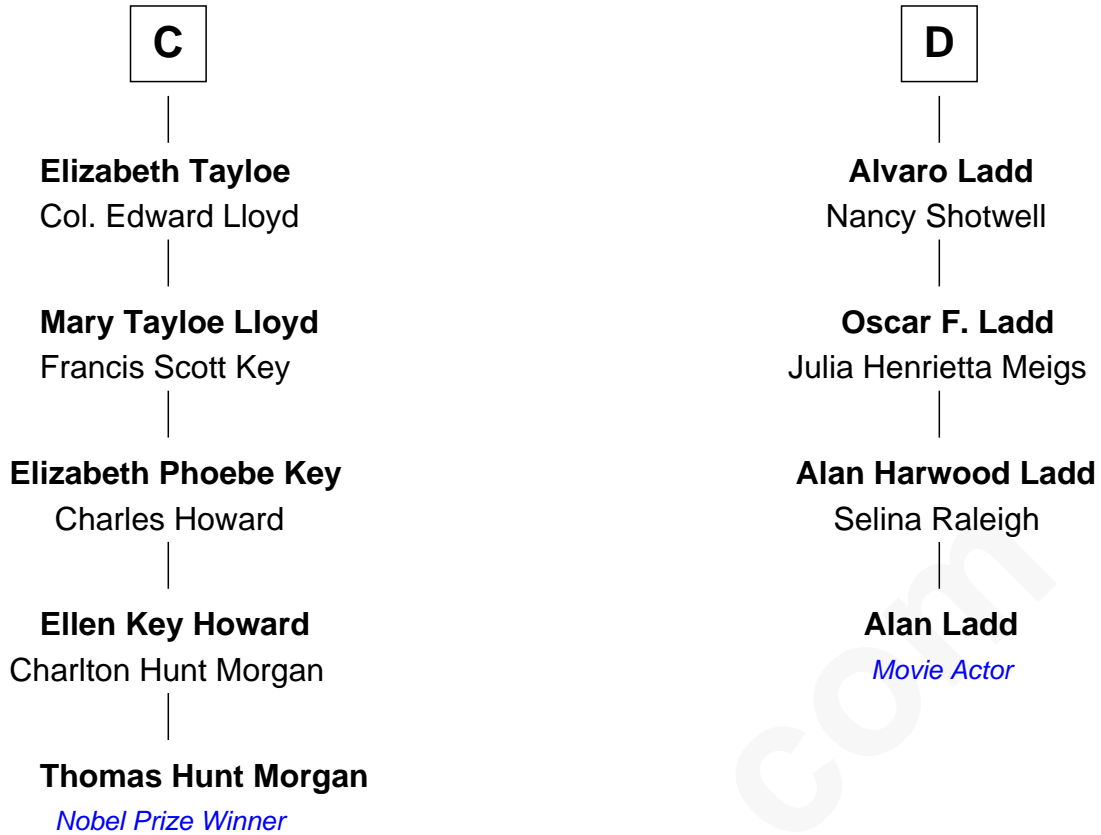 C
Elizabeth Tayloe
Col. Edward Lloyd
Mary Tayloe Lloyd
Francis Scott Key
Elizabeth Phoebe Key
Charles Howard
Ellen Key Howard
Charlton Hunt Morgan
Thomas Hunt Morgan
Nobel Prize Winner
D
Alvaro Ladd
Nancy Shotwell
Oscar F. Ladd
Julia Henrietta Meigs
Alan Harwood Ladd
Selina Raleigh
Alan Ladd
Movie Actor
com